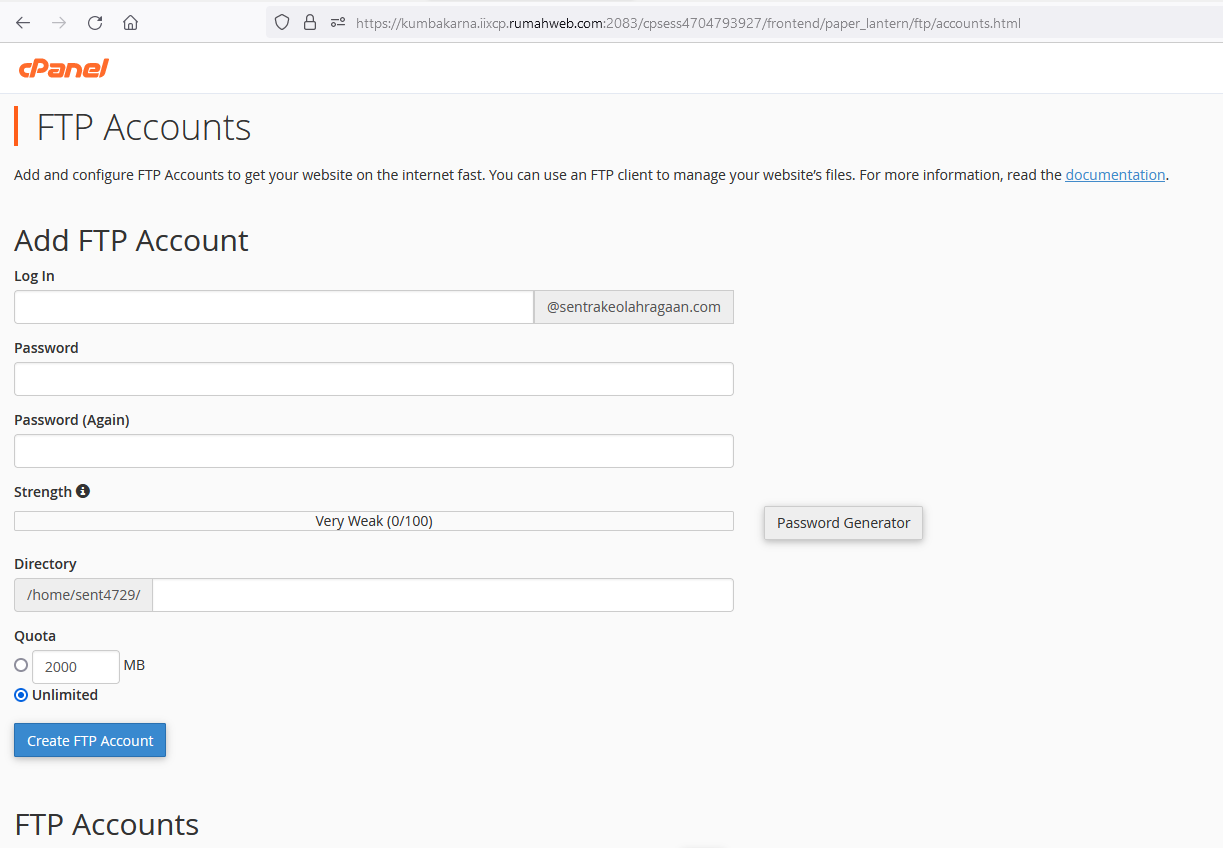 https://kumbakarna.iixcp.rumahweb.com:2083/cpsess4704793927/frontend/paper_lantern/ftp/accounts.html
cPanel
FTP Accounts
Add and configure FTP Accounts to get your website on the internet fast. You can use an FTP client to manage your website’s files. For more information, read the documentation.
Add FTP Account
Log In
@sentrakeolahragaan.com
Password
Password (Again)
Strength
Very Weak (0/100)
Password Generator
Directory
/home/sent4729/
Quota
2000 MB
Unlimited
Create FTP Account
FTP Accounts